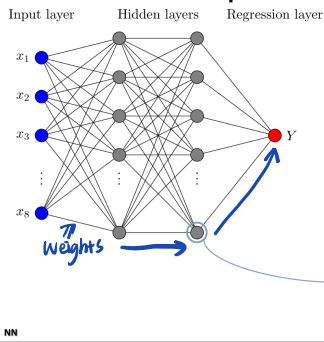 Input layer Hidden layers Regression layer
x1
x2
x3
Y
x8
weights
NN